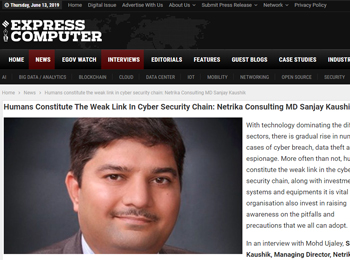 Thursday, June 13, 2019 Home Digital Issue Advertise With Us About Us Submit Press Release Network Privacy Policy
EXPRESS
COMPUTER
HOME NEWS EGOV WATCH INTERVIEWS EDITORIALS FEATURES GUEST BLOGS CASE STUDIES INDUST
AI BIG DATA / ANALYTICS BLOCKCHAIN CLOUD DATA CENTER IOT MOBILITY NETWORKING OPEN SOURCE SECURITY
Home News Humans constitute the weak link in cyber security chain: Netrika Consulting MD Sanjay Kaushik
Humans Constitute The Weak Link In Cyber Security Chain: Netrika Consulting MD Sanjay Kaushi
With technology dominating the di
sectors, there is gradual rise in num
cases of cyber breach, data theft a
espionage. More often than not, hu
constitute the weak link in the cybe
security chain, along with investme
systems and equipments it is vital
organisation also invest in raising
awareness on the pitfalls and
precautions that we all can adopt.
In an interview with Mohd Ujaley, S
Kaushik, Managing Director, Netri